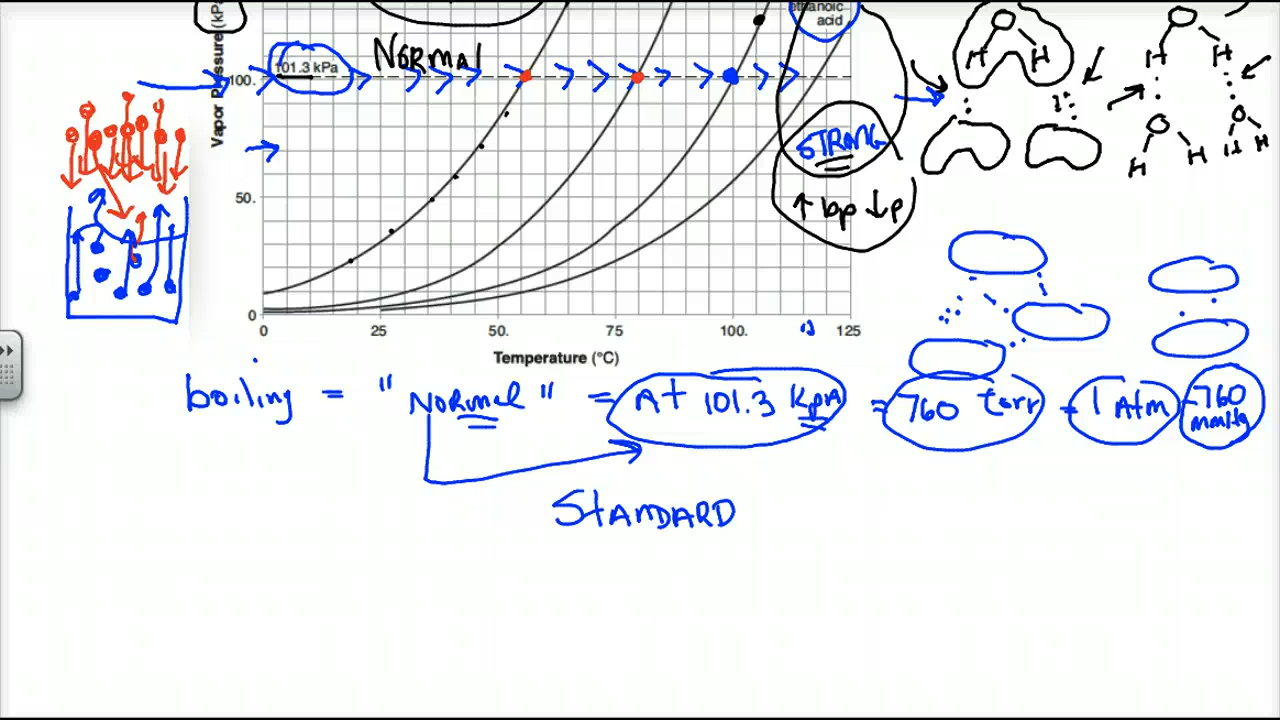 Vapor Pressure (kPa
ethanoic
acid
NORMAL
101.3 kPa
100.
STRONG
↑ bp ↓ p
50.
0
0 25 50. 75 100. 125
Temperature (°C)
O
H H
O
H H
O
H H
O
H H
boiling = "Normal" = At 101.3 KPA = 760 torr = 1 Atm = 760 mmHg
STANDARD